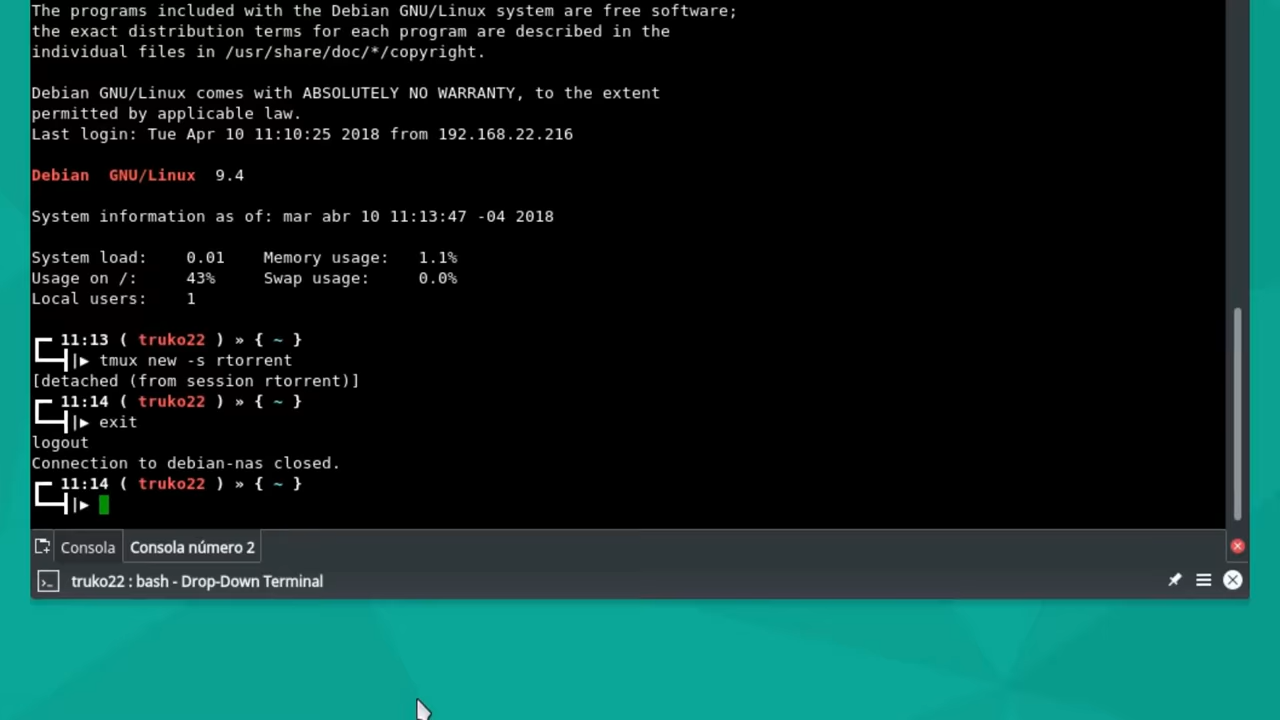 The programs included with the Debian GNU/Linux system are free software;
the exact distribution terms for each program are described in the
individual files in /usr/share/doc/*/copyright.
Debian GNU/Linux comes with ABSOLUTELY NO WARRANTY, to the extent
permitted by applicable law.
Last login: Tue Apr 10 11:10:25 2018 from 192.168.22.216
Debian  GNU/Linux  9.4
System information as of: mar abr 10 11:13:47 -04 2018
System load:    0.01    Memory usage:   1.1%
Usage on /:     43%     Swap usage:     0.0%
Local users:    1
11:13 ( truko22 ) » { ~ }
|▶ tmux new -s rtorrent
[detached (from session rtorrent)]
11:14 ( truko22 ) » { ~ }
|▶ exit
logout
Connection to debian-nas closed.
11:14 ( truko22 ) » { ~ }
|▶
Consola Consola número 2
truko22 : bash - Drop-Down Terminal